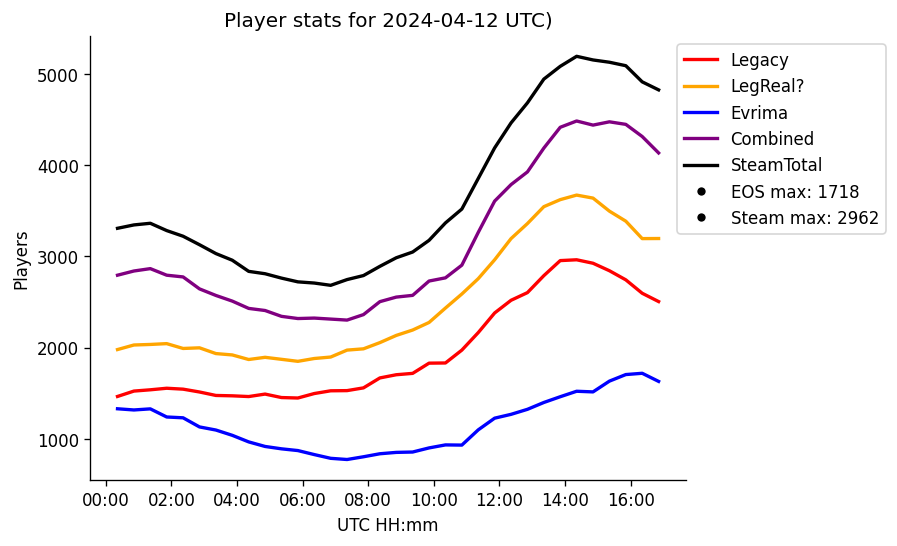 Player stats for 2024-04-12 UTC)
Legacy
LegReal?
Evrima
Combined
SteamTotal
EOS max: 1718
Steam max: 2962
Players
5000
4000
3000
2000
1000
00:00 02:00 04:00 06:00 08:00 10:00 12:00 14:00 16:00
UTC HH:mm